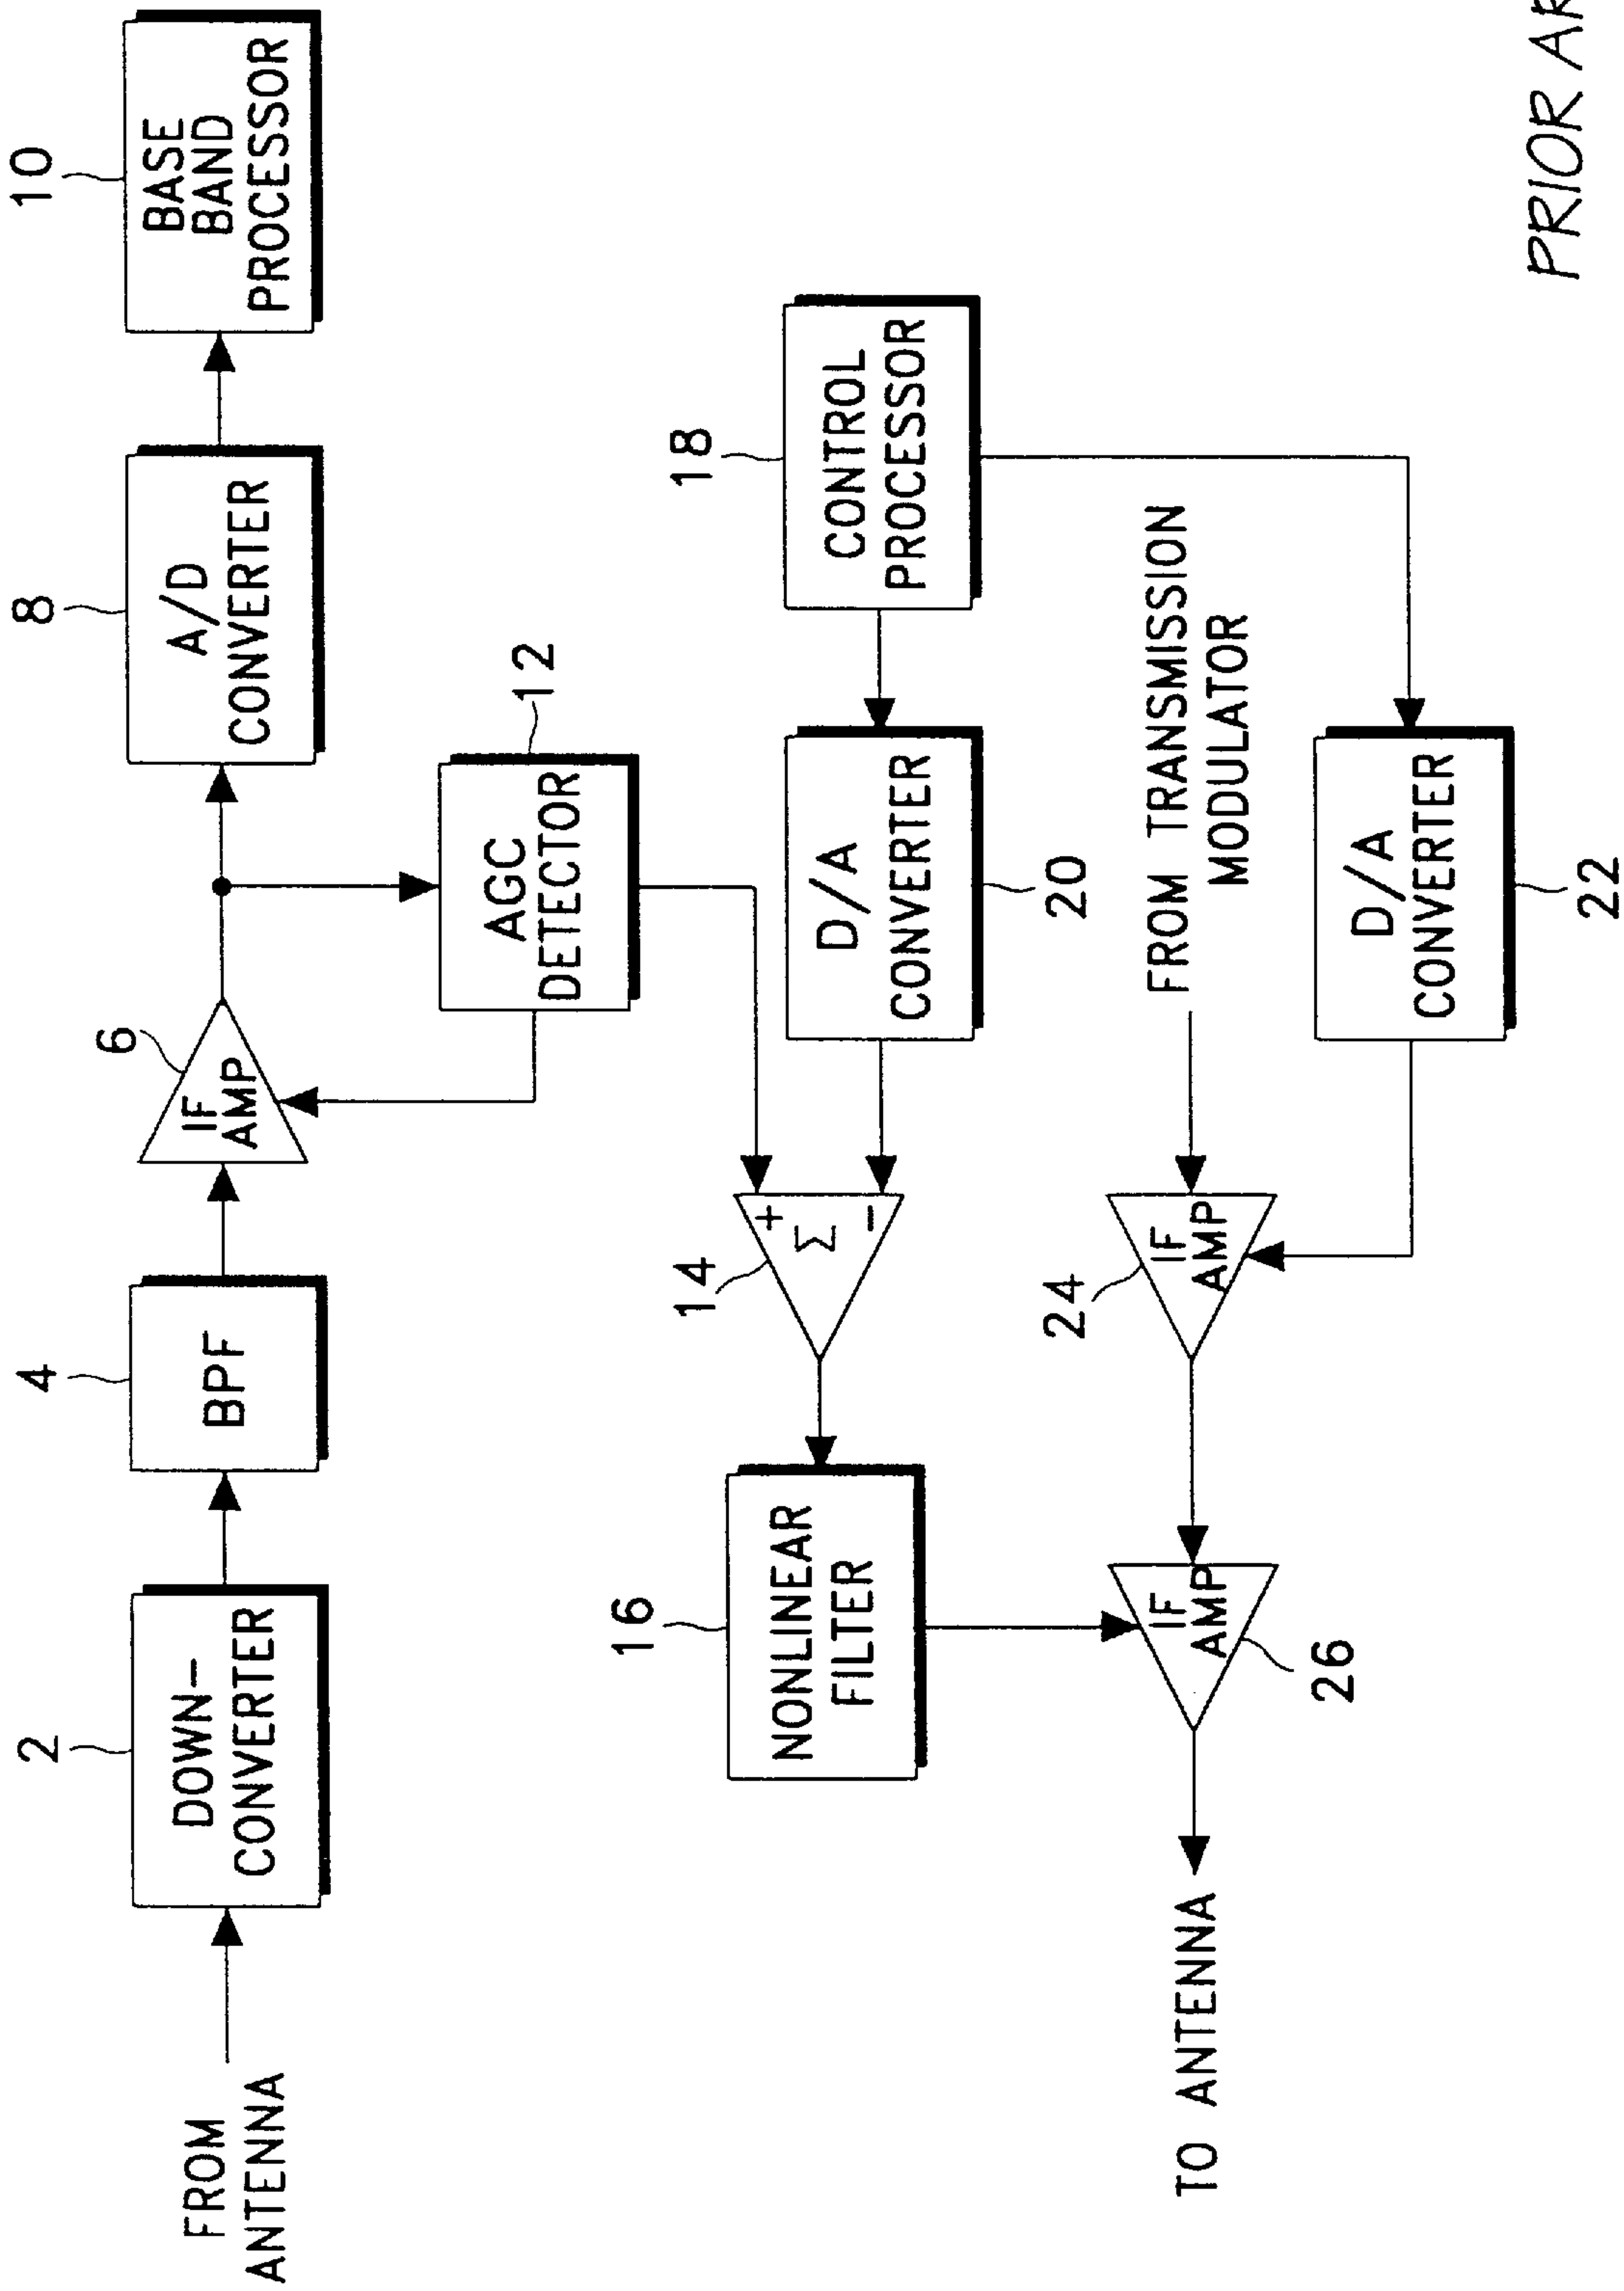 10
BASE
BAND
PROCESSOR
8
A/D
CONVERTER
6
IF
AMP
4
BPF
2
DOWN-
CONVERTER
FROM
ANTENNA
12
AGC
DETECTOR
18
CONTROL
PROCESSOR
D/A
CONVERTER
20
14
+
Σ
−
16
NONLINEAR
FILTER
FROM TRANSMISSION
MODULATOR
D/A
CONVERTER
22
24
IF
AMP
IF
AMP
26
TO ANTENNA
PRIOR